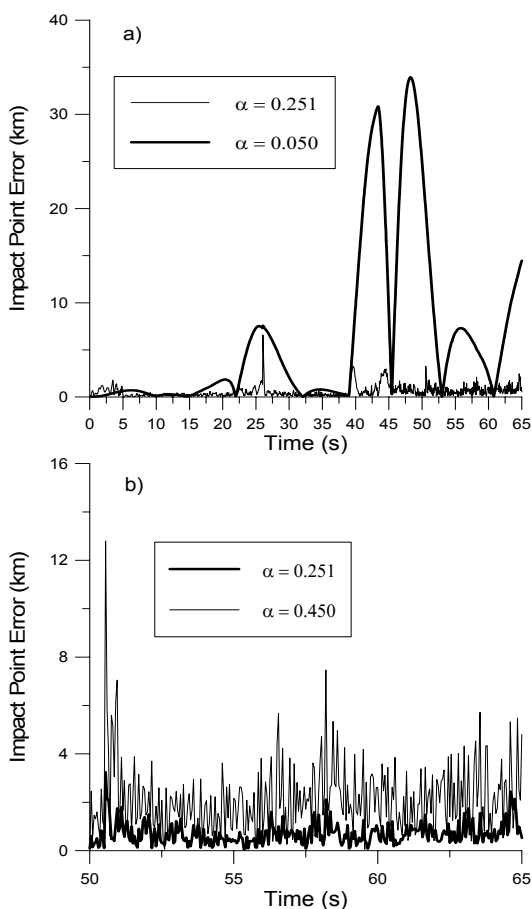 40
a)
30
20
10
0
Impact Point Error (km)
α = 0.251
α = 0.050
0 5 10 15 20 25 30 35 40 45 50 55 60 65
Time (s)
16
b)
12
8
4
0
Impact Point Error (km)
α = 0.251
α = 0.450
50 55 60 65
Time (s)